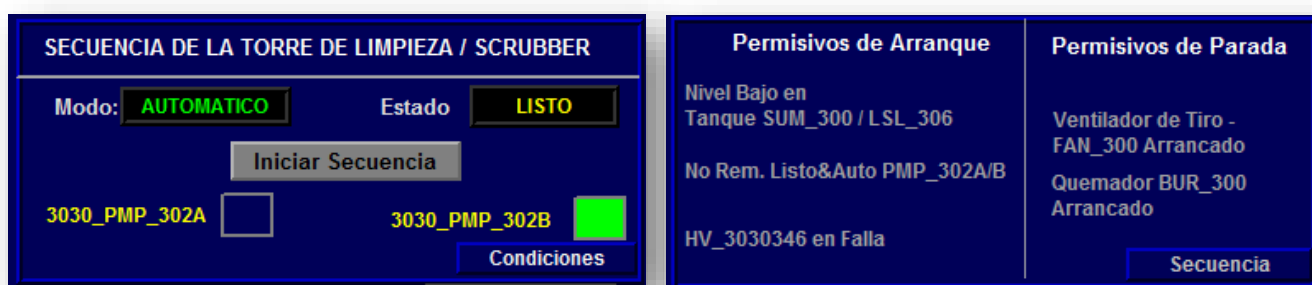 SECUENCIA DE LA TORRE DE LIMPIEZA / SCRUBBER
Modo: AUTOMATICO Estado LISTO
Iniciar Secuencia
3030_PMP_302A 3030_PMP_302B
Condiciones
Permisivos de Arranque
Nivel Bajo en
Tanque SUM_300 / LSL_306
No Rem. Listo&Auto PMP_302A/B
HV_3030346 en Falla
Permisivos de Parada
Ventilador de Tiro -
FAN_300 Arrancado
Quemador BUR_300
Arrancado
Secuencia